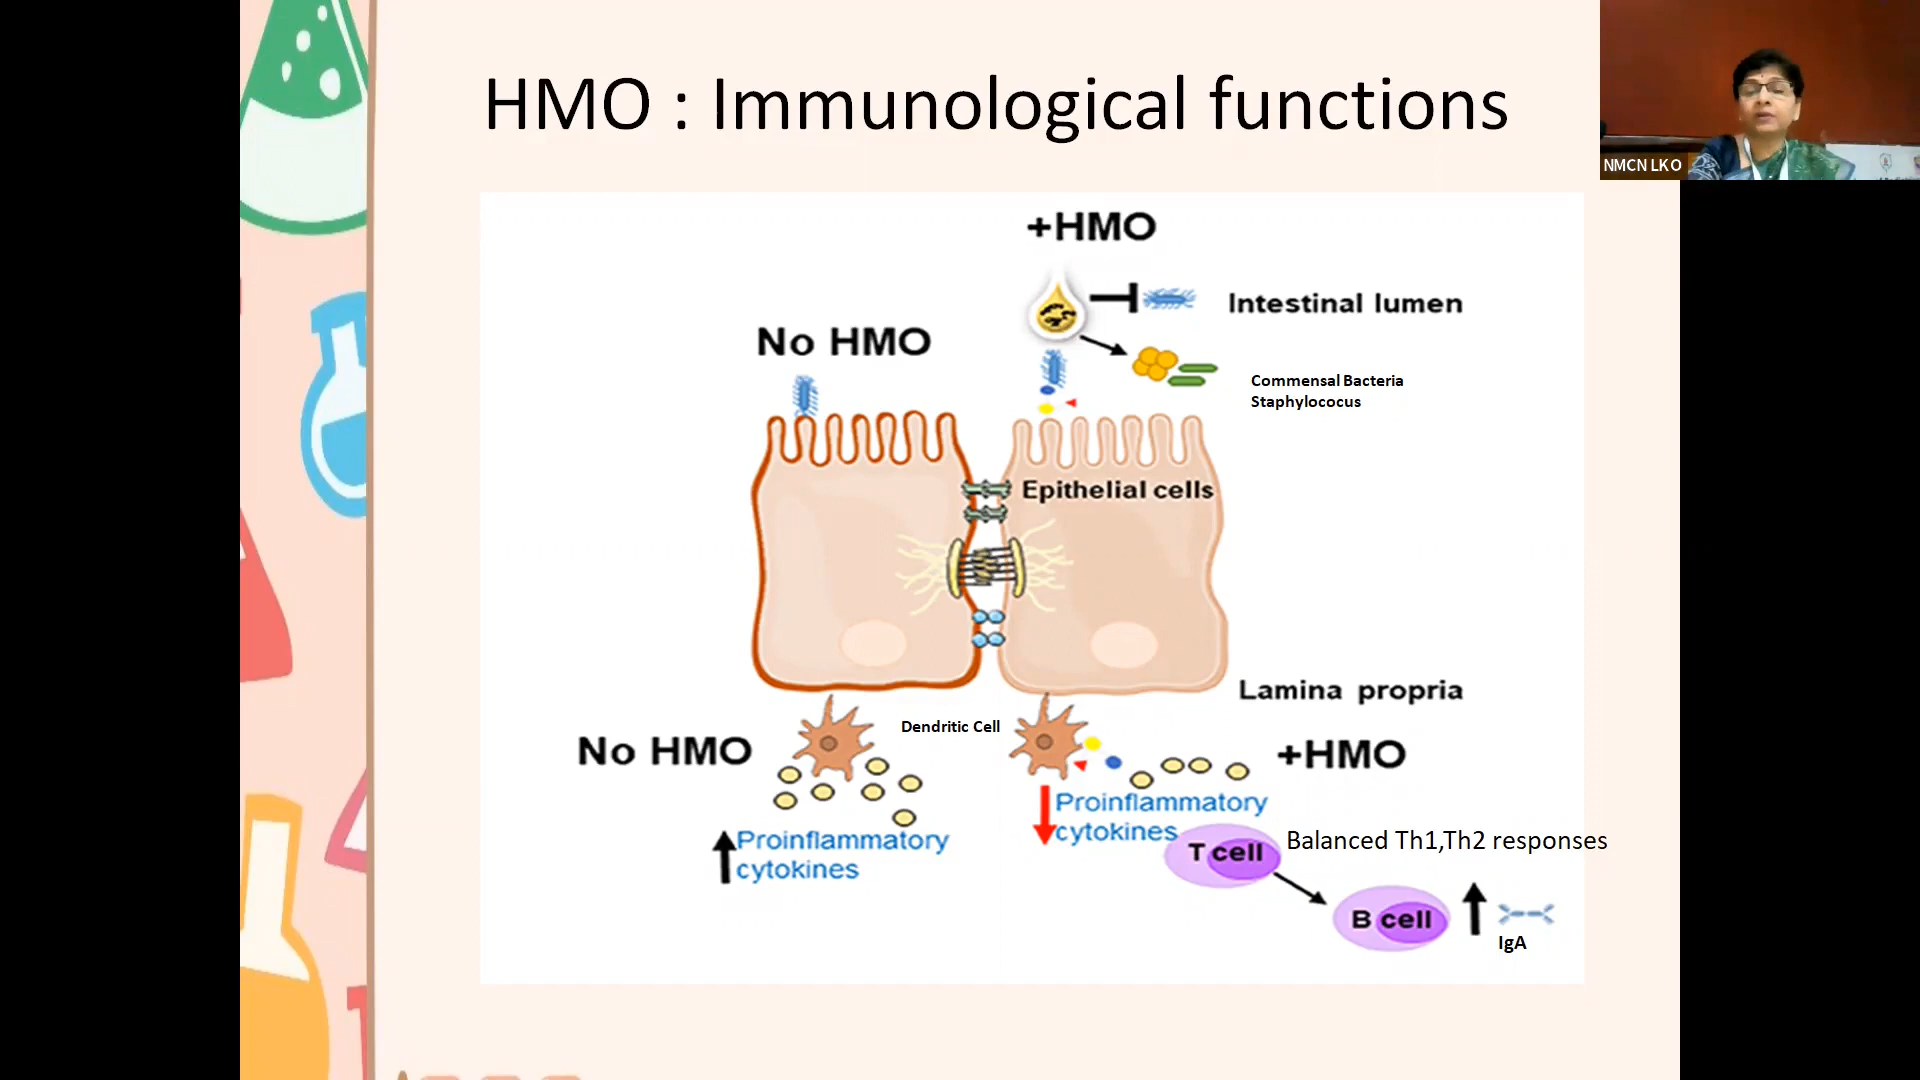 HMO : Immunological functions
NMCN LKO
+HMO
Intestinal lumen
No HMO
Commensal Bacteria
Staphylococus
Epithelial cells
Lamina propria
Dendritic Cell
No HMO
+HMO
Proinflammatory
cytokines
Proinflammatory
cytokines
T cell
Balanced Th1,Th2 responses
B cell
IgA